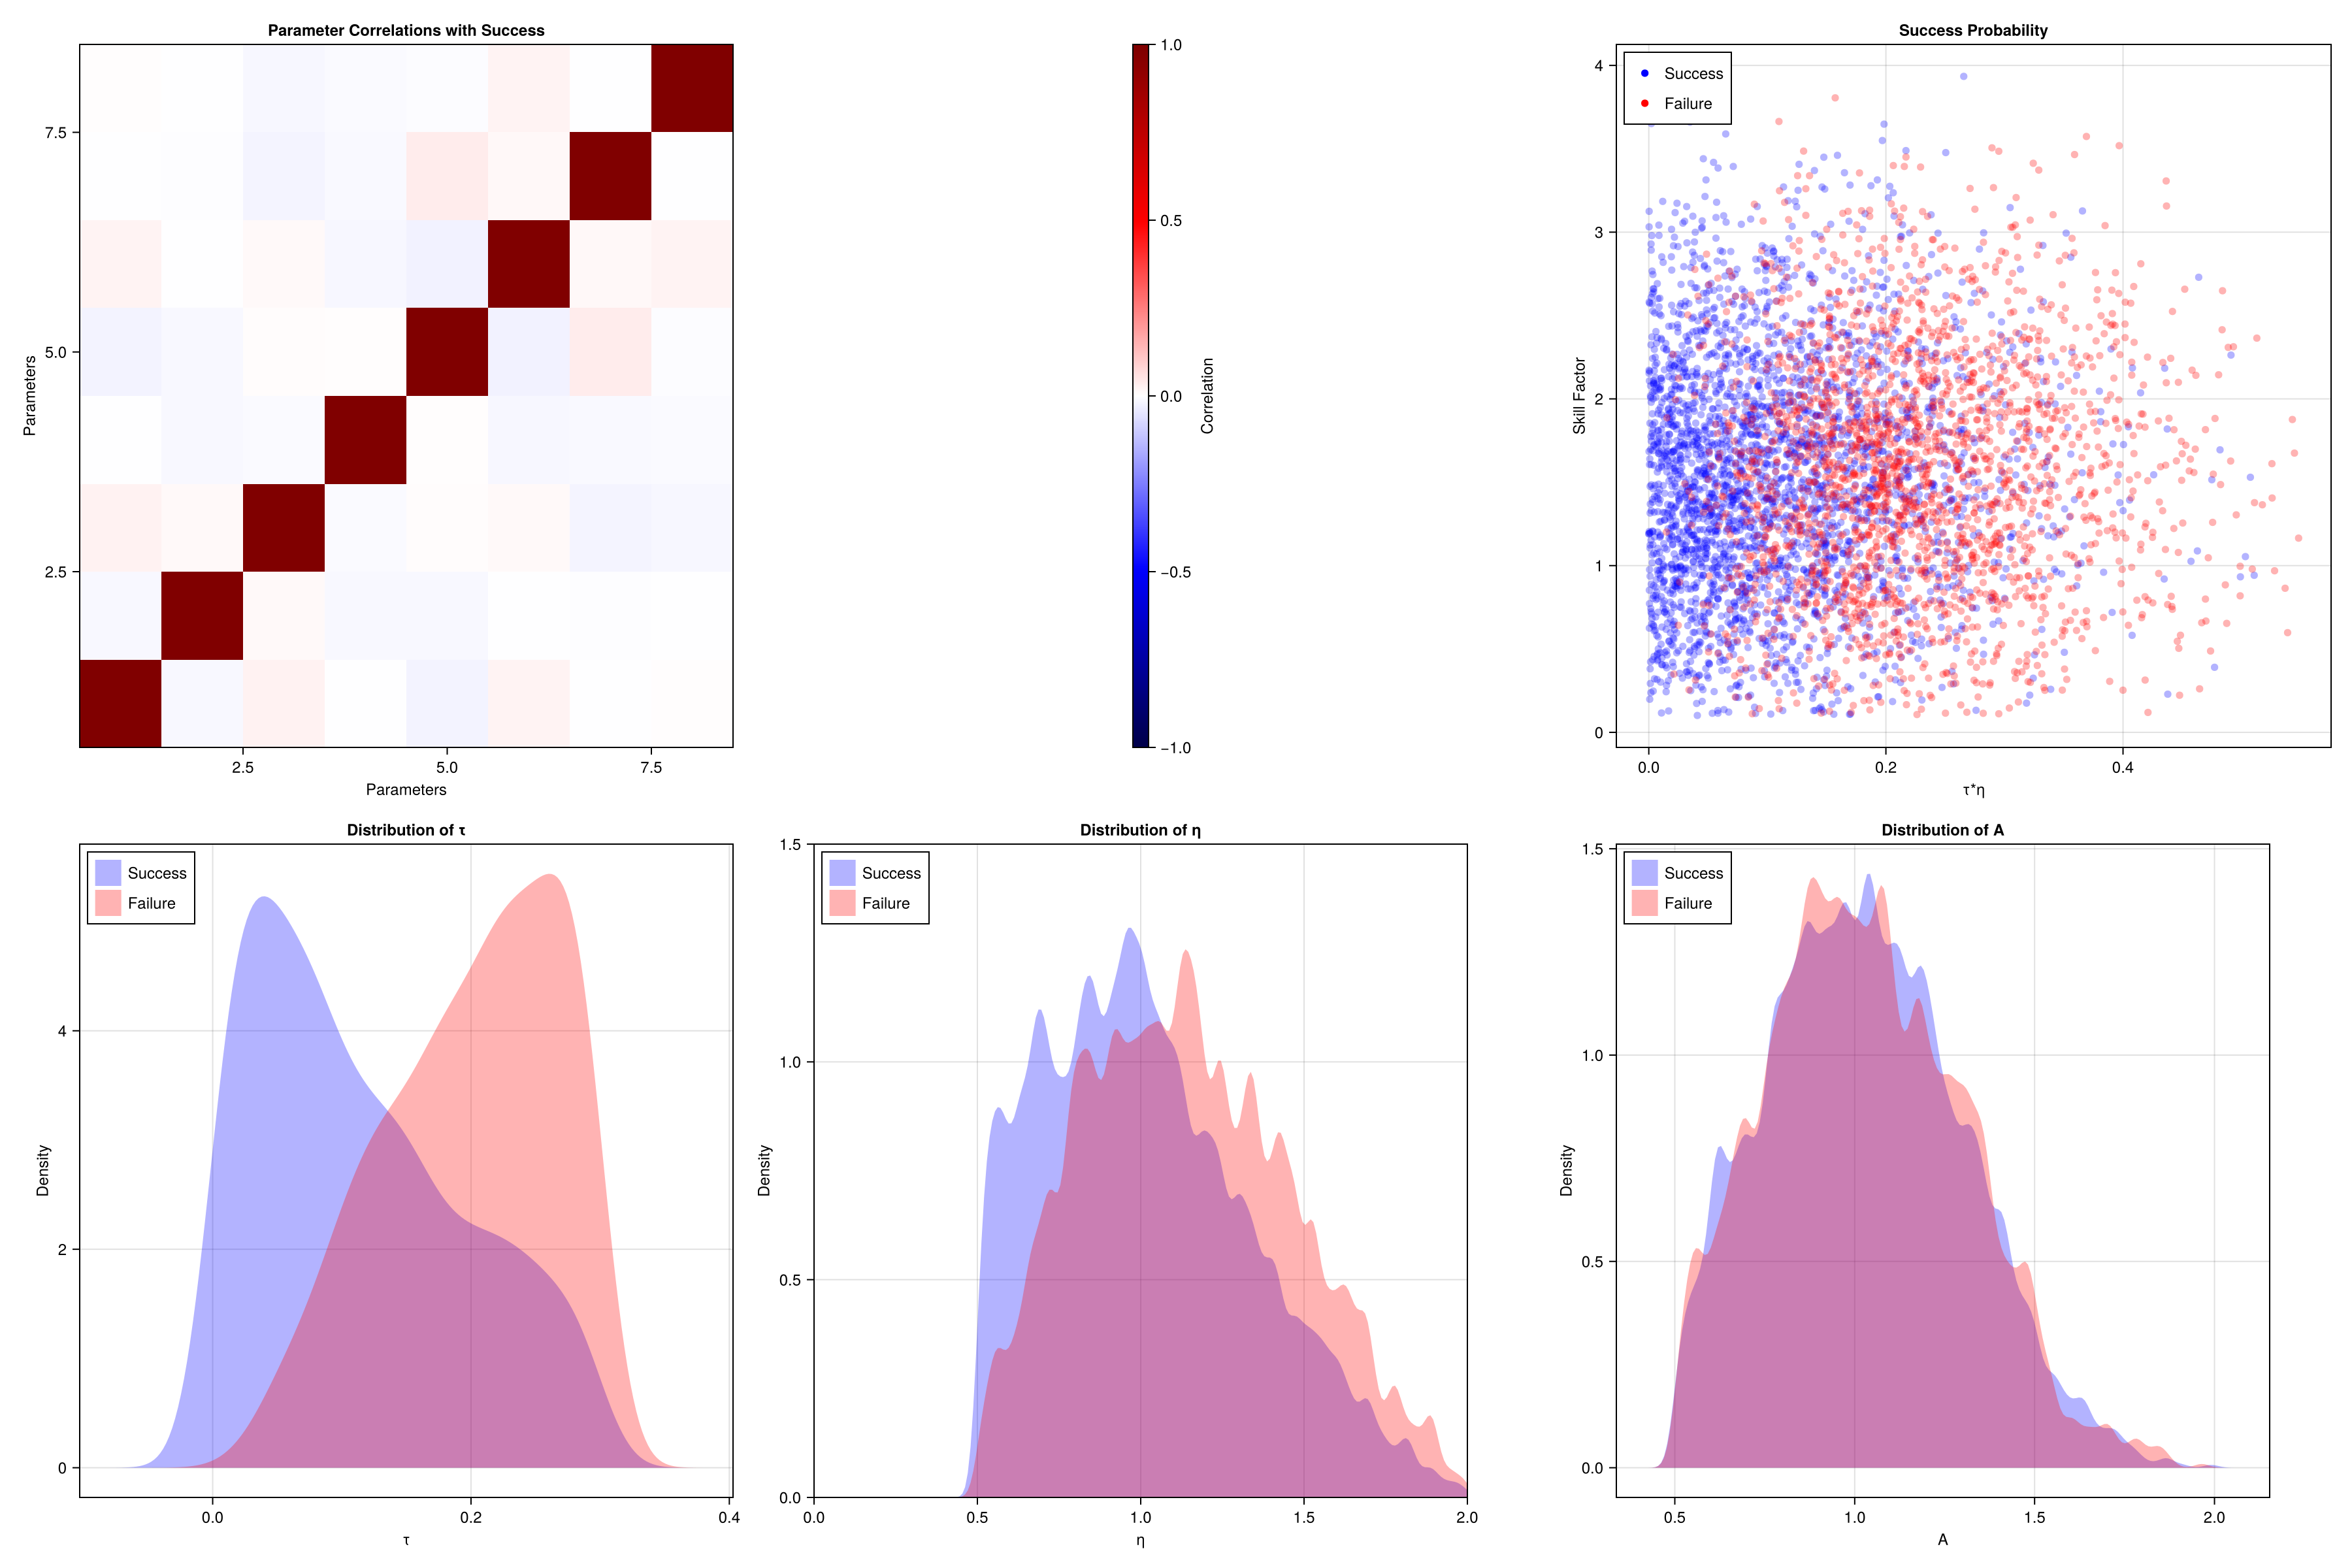 Parameter Correlations with Success
7.5
5.0
2.5
Parameters
2.5
5.0
7.5
Parameters
1.0
0.5
0.0
−0.5
−1.0
Correlation
Success Probability
Success
Failure
4
3
2
1
0
Skill Factor
0.0
0.2
0.4
τ*η
Distribution of τ
Success
Failure
4
2
0
Density
0.0
0.2
0.4
τ
Distribution of η
Success
Failure
1.5
1.0
0.5
0.0
Density
0.0
0.5
1.0
1.5
2.0
η
Distribution of A
Success
Failure
1.5
1.0
0.5
0.0
Density
0.5
1.0
1.5
2.0
A